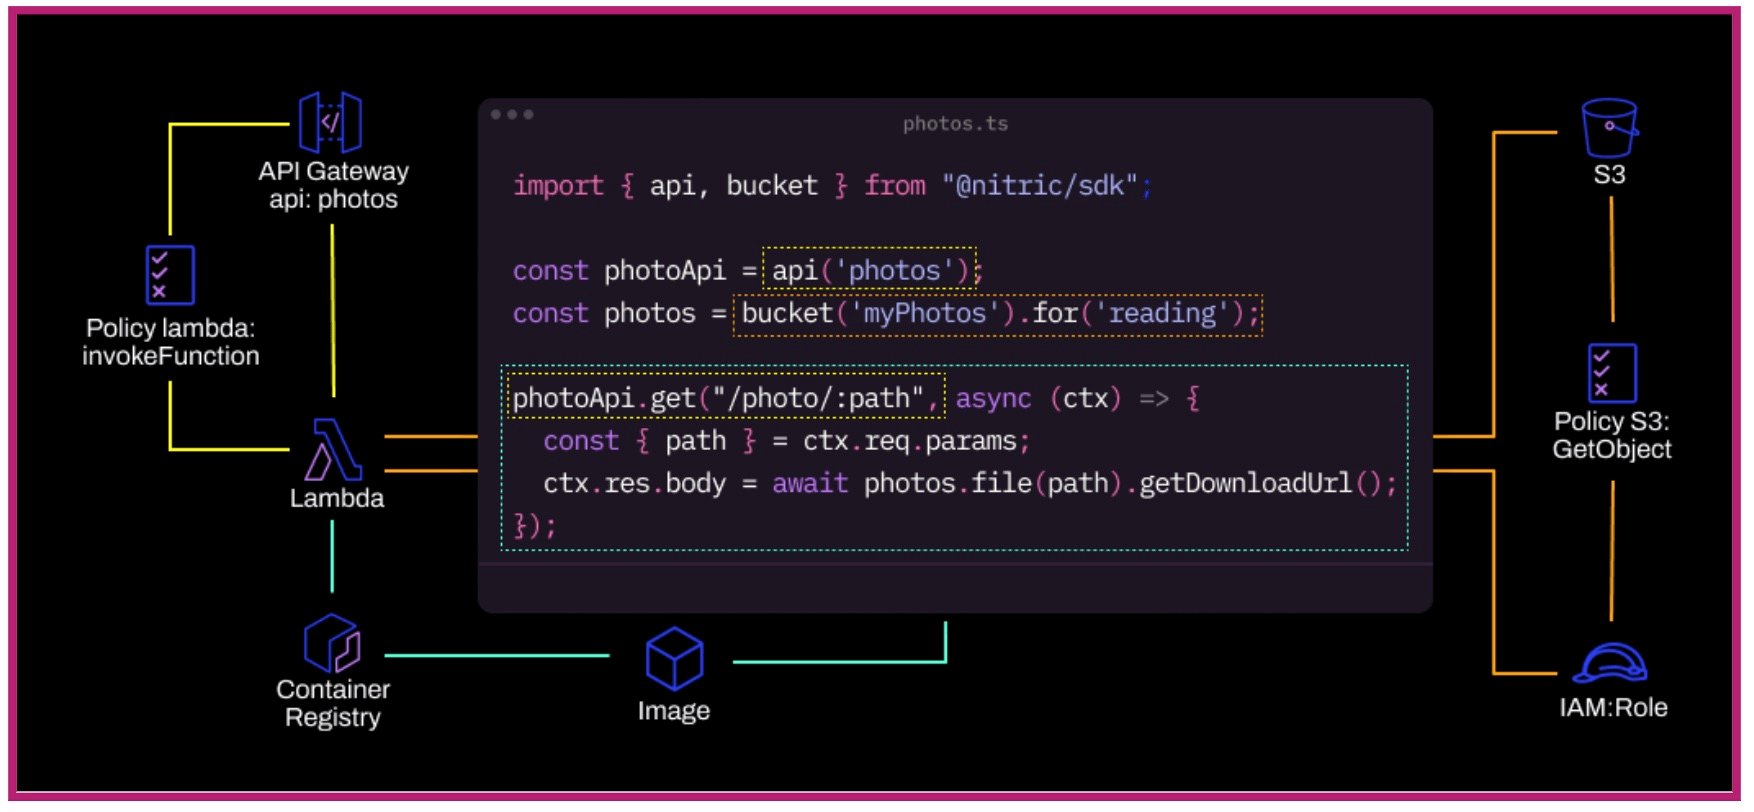 API Gateway
api: photos
Policy lambda:
invokeFunction
Lambda
Container
Registry
Image
photos.ts
import { api, bucket } from "@nitric/sdk";
const photoApi = api('photos');
const photos = bucket('myPhotos').for('reading');
photoApi.get("/photo/:path", async (ctx) => {
  const { path } = ctx.req.params;
  ctx.res.body = await photos.file(path).getDownloadUrl();
});
S3
Policy S3:
GetObject
IAM:Role